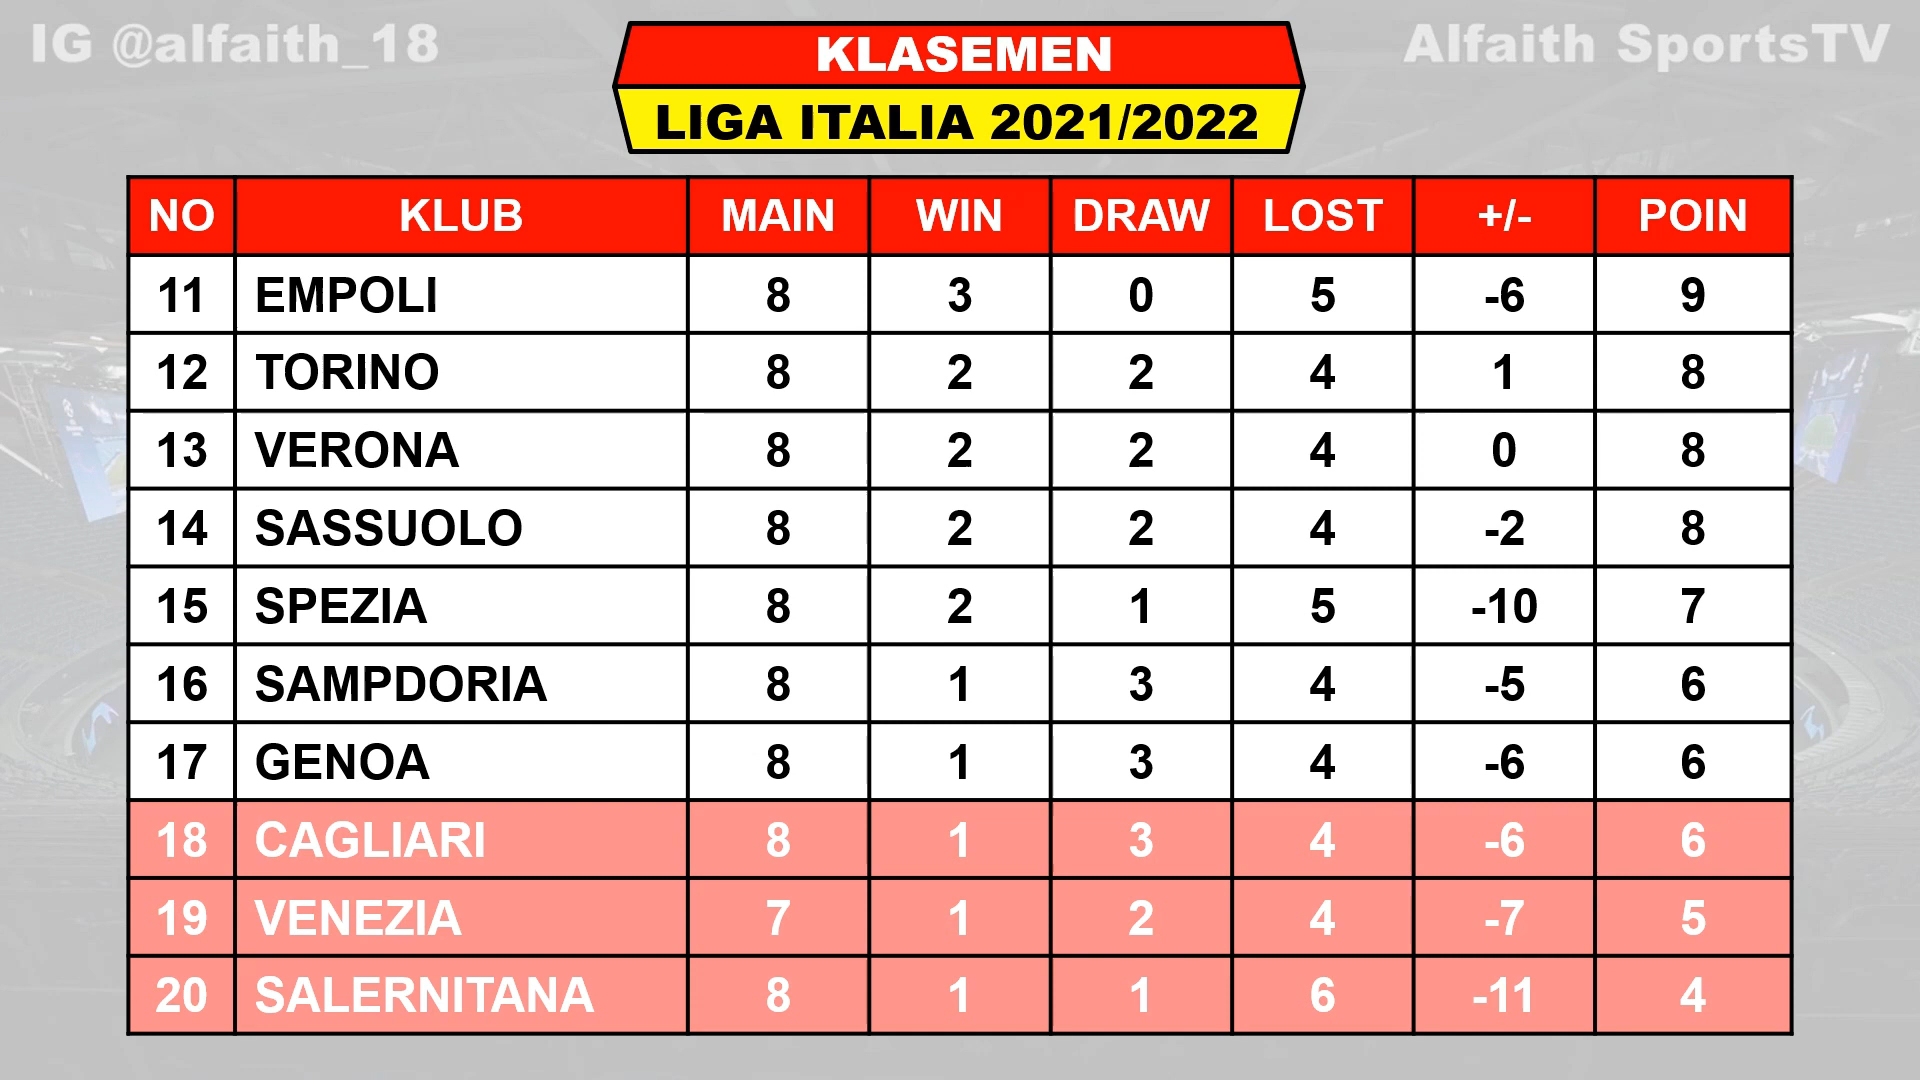 IG @alfaith_18
KLASEMEN
LIGA ITALIA 2021/2022
Alfaith SportsTV
NO KLUB MAIN WIN DRAW LOST +/- POIN
11 EMPOLI 8 3 0 5 -6 9
12 TORINO 8 2 2 4 1 8
13 VERONA 8 2 2 4 0 8
14 SASSUOLO 8 2 2 4 -2 8
15 SPEZIA 8 2 1 5 -10 7
16 SAMPDORIA 8 1 3 4 -5 6
17 GENOA 8 1 3 4 -6 6
18 CAGLIARI 8 1 3 4 -6 6
19 VENEZIA 7 1 2 4 -7 5
20 SALERNITANA 8 1 1 6 -11 4